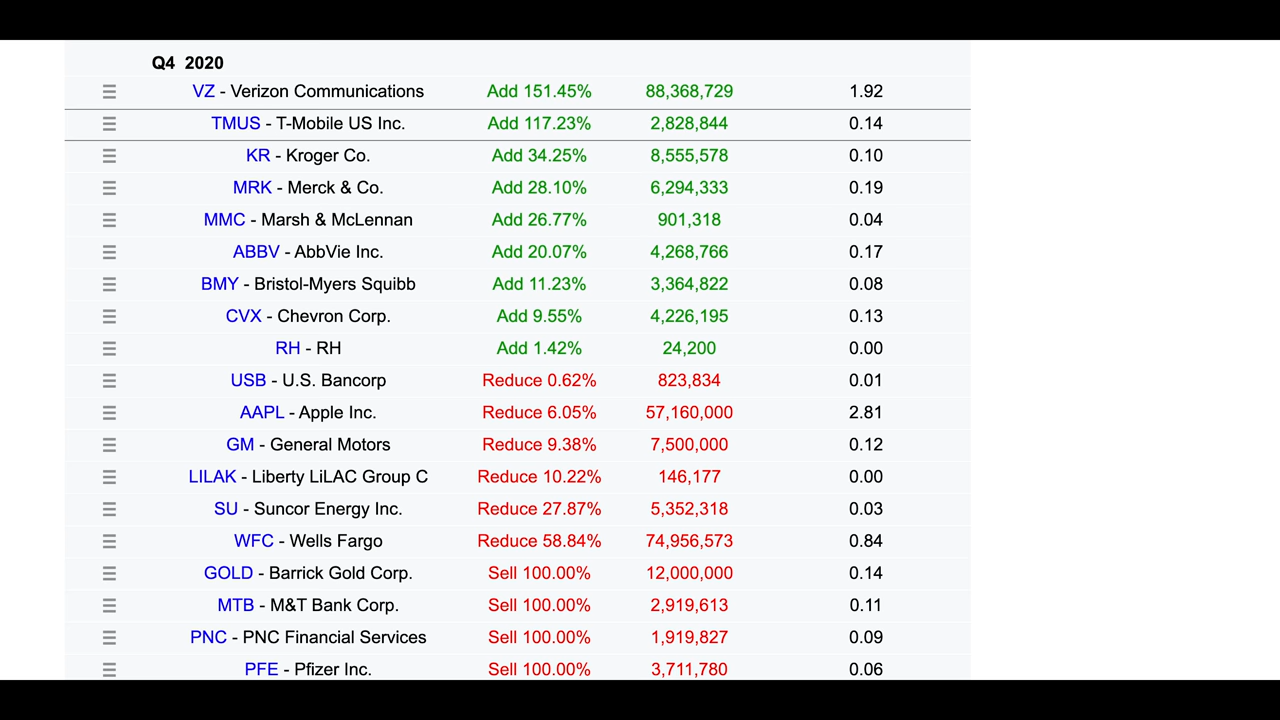 Q4 2020
VZ - Verizon Communications Add 151.45% 88,368,729 1.92
TMUS - T-Mobile US Inc. Add 117.23% 2,828,844 0.14
KR - Kroger Co. Add 34.25% 8,555,578 0.10
MRK - Merck & Co. Add 28.10% 6,294,333 0.19
MMC - Marsh & McLennan Add 26.77% 901,318 0.04
ABBV - AbbVie Inc. Add 20.07% 4,268,766 0.17
BMY - Bristol-Myers Squibb Add 11.23% 3,364,822 0.08
CVX - Chevron Corp. Add 9.55% 4,226,195 0.13
RH - RH Add 1.42% 24,200 0.00
USB - U.S. Bancorp Reduce 0.62% 823,834 0.01
AAPL - Apple Inc. Reduce 6.05% 57,160,000 2.81
GM - General Motors Reduce 9.38% 7,500,000 0.12
LILAK - Liberty LiLAC Group C Reduce 10.22% 146,177 0.00
SU - Suncor Energy Inc. Reduce 27.87% 5,352,318 0.03
WFC - Wells Fargo Reduce 58.84% 74,956,573 0.84
GOLD - Barrick Gold Corp. Sell 100.00% 12,000,000 0.14
MTB - M&T Bank Corp. Sell 100.00% 2,919,613 0.11
PNC - PNC Financial Services Sell 100.00% 1,919,827 0.09
PFE - Pfizer Inc. Sell 100.00% 3,711,780 0.06